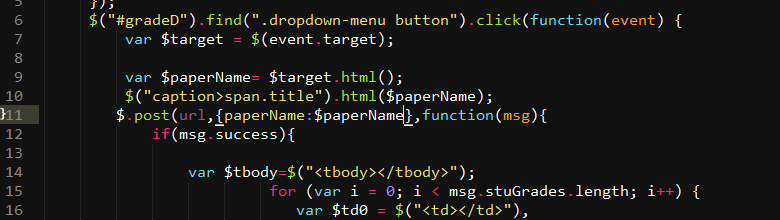 5 });
6 $("#gradeD").find(".dropdown-menu button").click(function(event) {
7 var $target = $(event.target);
8
9 var $paperName= $target.html();
10 $("caption>span.title").html($paperName);
}11 $.post(url,{paperName:$paperName},function(msg){
12 if(msg.success){
13
14 var $tbody=$("<tbody></tbody>");
15 for (var i = 0; i < msg.stuGrades.length; i++) {
16 var $td0 = $("<td></td>"),